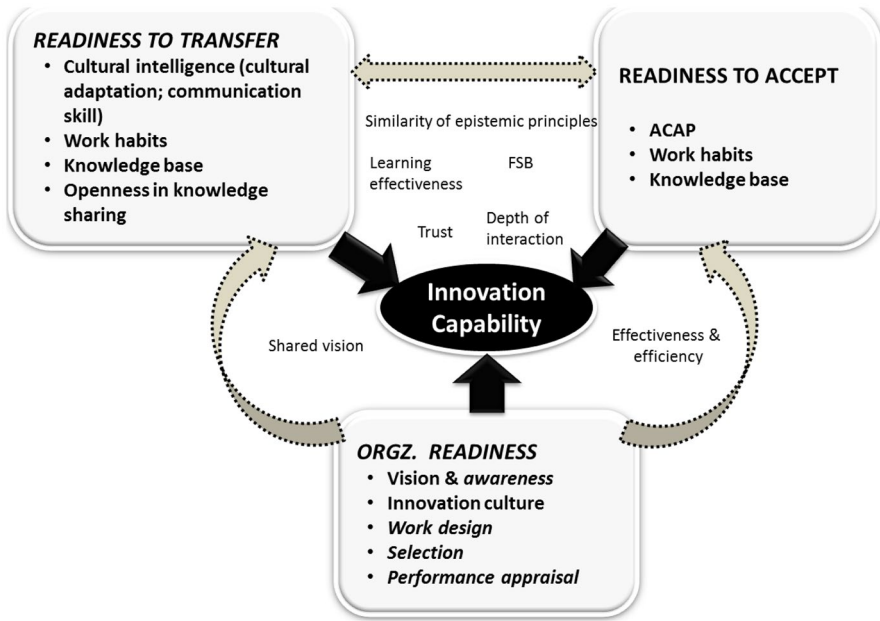 READINESS TO TRANSFER
• Cultural intelligence (cultural
adaptation; communication
skill)
• Work habits
• Knowledge base
• Openness in knowledge
sharing
READINESS TO ACCEPT
• ACAP
• Work habits
• Knowledge base
Similarity of epistemic principles
Learning
effectiveness
FSB
Trust
Depth of
interaction
Innovation
Capability
Shared vision
Effectiveness &
efficiency
ORGZ. READINESS
• Vision & awareness
• Innovation culture
• Work design
• Selection
• Performance appraisal